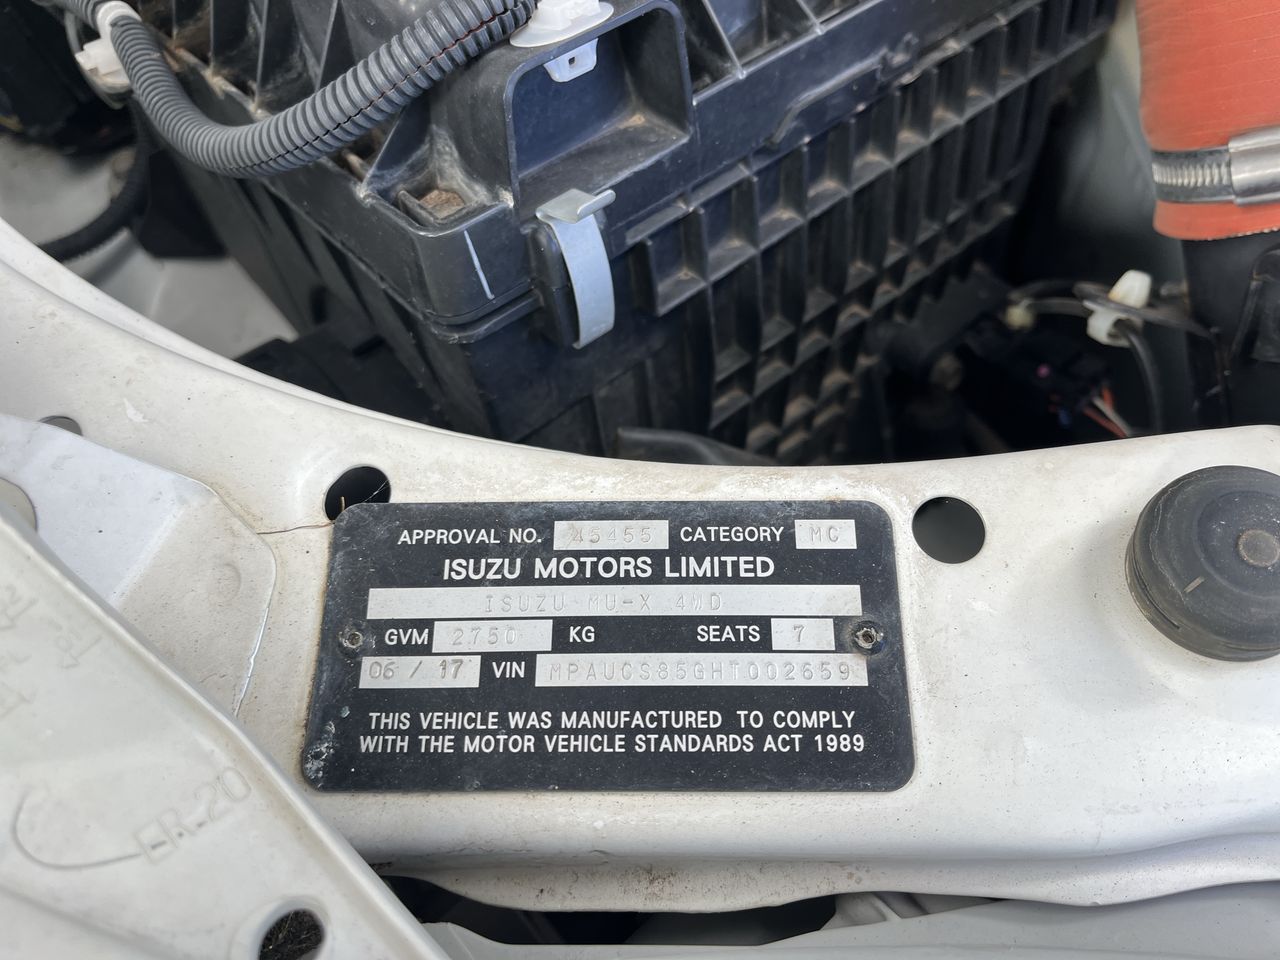 APPROVAL NO. 45455 CATEGORY MC
ISUZU MOTORS LIMITED
ISUZU MU-X 4WD
GVM 2750 KG SEATS 7
06 / 17 VIN MPAUCS85GHT002659
THIS VEHICLE WAS MANUFACTURED TO COMPLY
WITH THE MOTOR VEHICLE STANDARDS ACT 1989